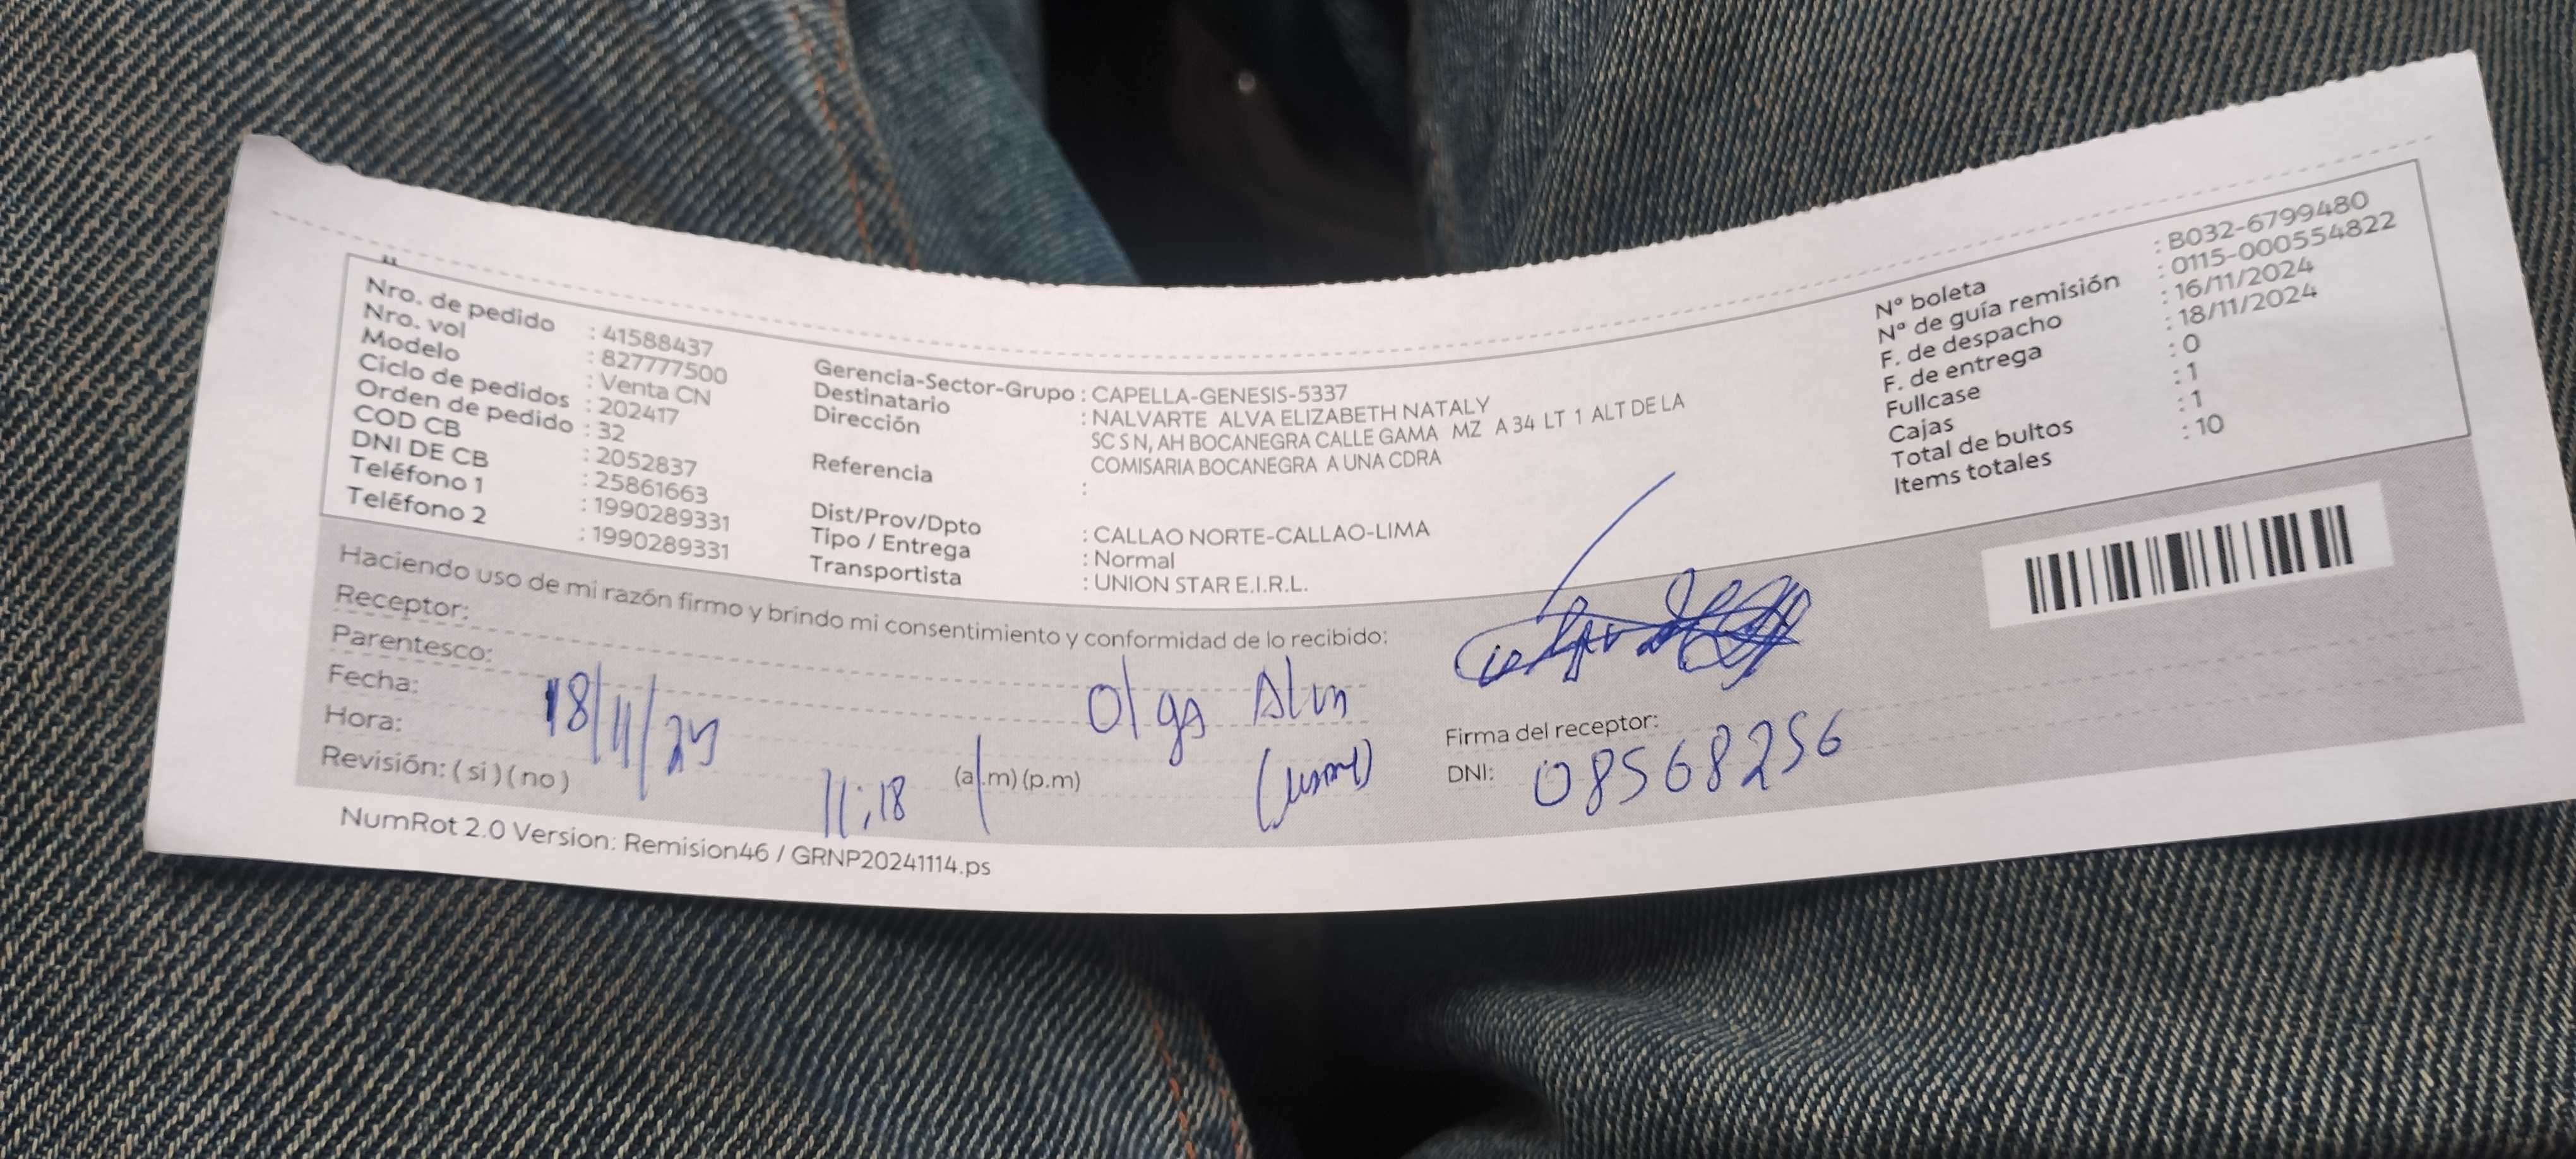 Nro. de pedido : 41588437
Nro. vol : 827777500
Modelo : Venta CN
Ciclo de pedidos : 202417
Orden de pedido : 32
COD CB : 2052837
DNI DE CB : 25861663
Teléfono 1 : 1990289331
Teléfono 2 : 1990289331
Gerencia-Sector-Grupo : CAPELLA-GENESIS-5337
Destinatario : NALVARTE ALVA ELIZABETH NATALY
Dirección : SC S N, AH BOCANEGRA CALLE GAMA MZ A 34 LT 1 ALT DE LA
COMISARIA BOCANEGRA A UNA CDRA
Referencia :
Dist/Prov/Dpto : CALLAO NORTE-CALLAO-LIMA
Tipo / Entrega : Normal
Transportista : UNION STAR E.I.R.L.
N° boleta : B032-6799480
N° de guía remisión : 0115-000554822
F. de despacho : 16/11/2024
F. de entrega : 18/11/2024
Fullcase : 0
Cajas : 1
Total de bultos : 1
Items totales : 10
Haciendo uso de mi razón firmo y brindo mi consentimiento y conformidad de lo recibido:
Receptor: Olga Alva
Parentesco:
Fecha: 18/11/24
Hora: 11:18 (a.m) (p.m)
Revisión: ( si ) ( no )
Firma del receptor:
DNI: 08568256
NumRot 2.0 Version: Remision46 / GRNP20241114.ps